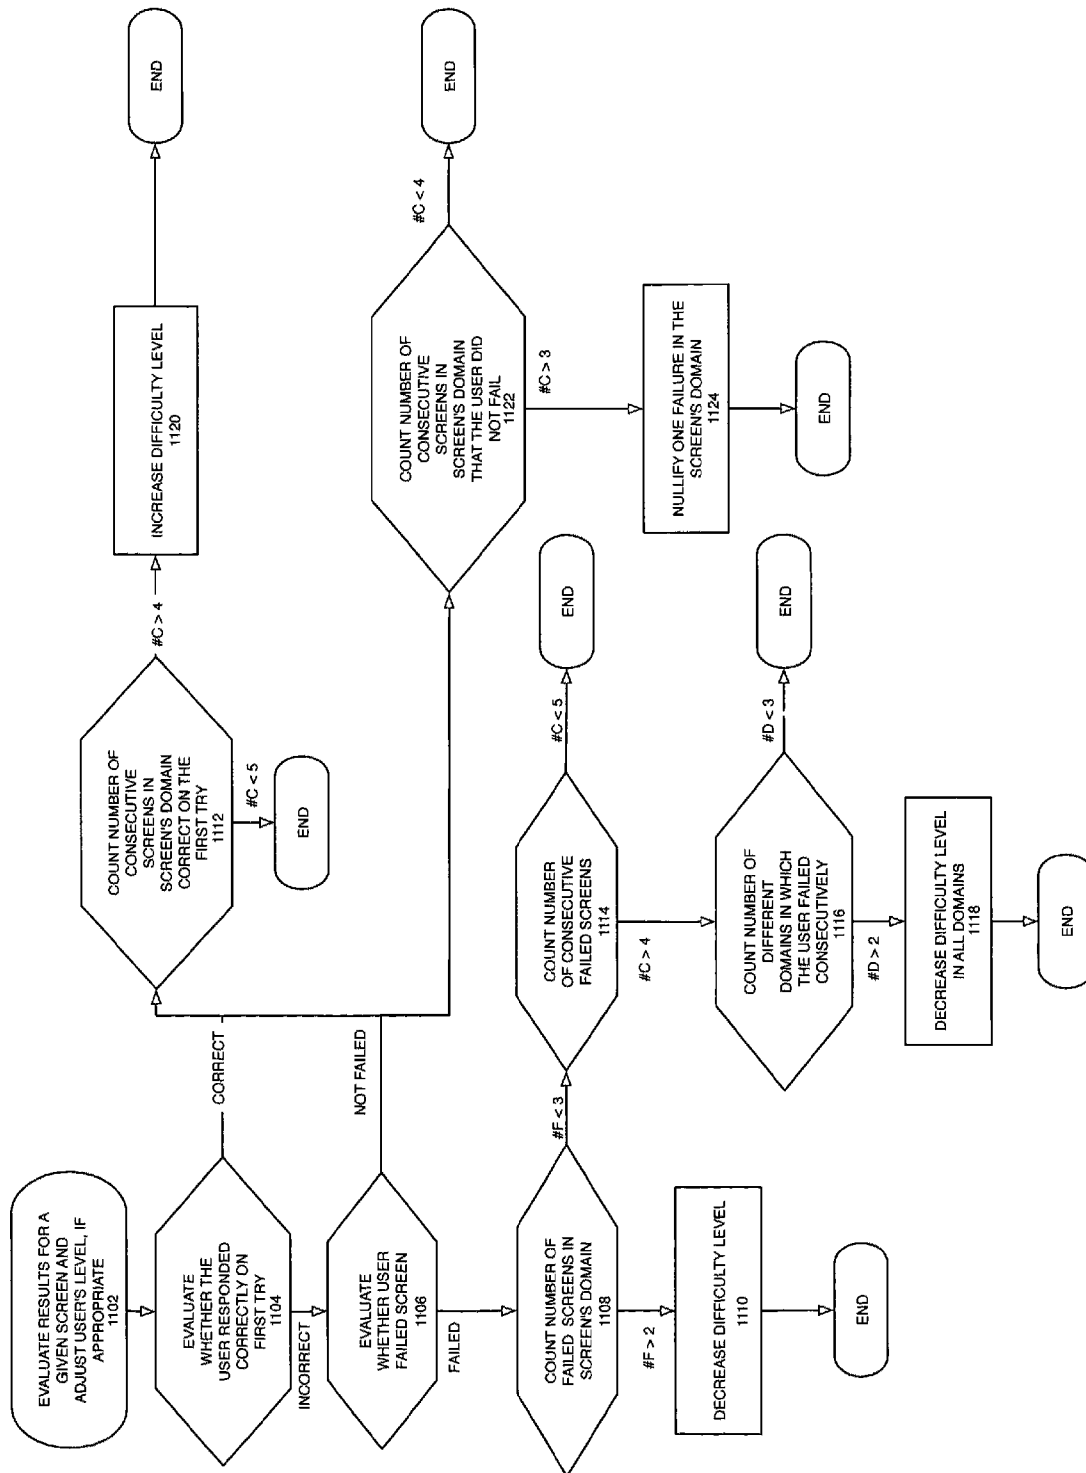 EVALUATE RESULTS FOR A
GIVEN SCREEN AND
ADJUST USER'S LEVEL, IF
APPROPRIATE
1102
EVALUATE
WHETHER THE
USER RESPONDED
CORRECTLY ON
FIRST TRY
1104
CORRECT
INCORRECT
EVALUATE
WHETHER USER
FAILED SCREEN
1106
NOT FAILED
FAILED
COUNT NUMBER OF
FAILED SCREENS IN
SCREEN'S DOMAIN
1108
#F < 3
#F > 2
DECREASE DIFFICULTY LEVEL
1110
END
COUNT NUMBER OF
CONSECUTIVE
SCREENS IN
SCREEN'S DOMAIN
CORRECT ON THE
FIRST TRY
1112
#C > 4
#C < 5
END
INCREASE DIFFICULTY LEVEL
1120
END
COUNT NUMBER OF
CONSECUTIVE
SCREENS IN
SCREEN'S DOMAIN
THAT THE USER DID
NOT FAIL
1122
#C < 4
END
#C > 3
NULLIFY ONE FAILURE IN THE
SCREEN'S DOMAIN
1124
END
COUNT NUMBER
OF CONSECUTIVE
FAILED SCREENS
1114
#C < 5
END
#C > 4
COUNT NUMBER OF
DIFFERENT
DOMAINS IN WHICH
THE USER FAILED
CONSECUTIVELY
1116
#D < 3
END
#D > 2
DECREASE DIFFICULTY LEVEL
IN ALL DOMAINS
1118
END